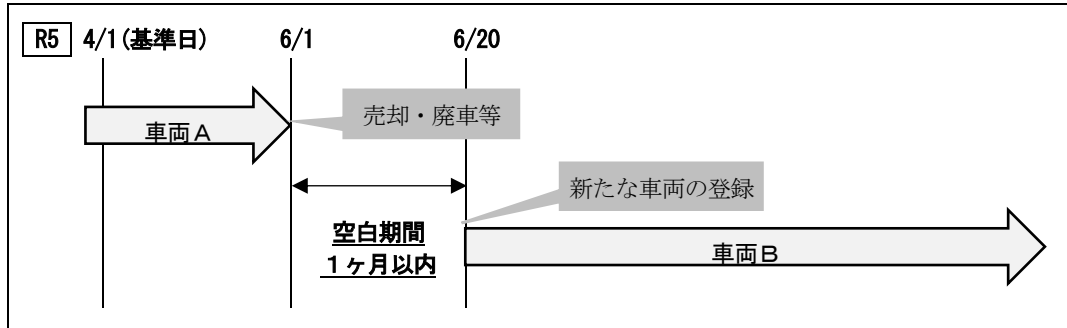 R5 4/1(基準日) 6/1 6/20
売却・廃車等
車両A
新たな車両の登録
空白期間
1ヶ月以内
車両B